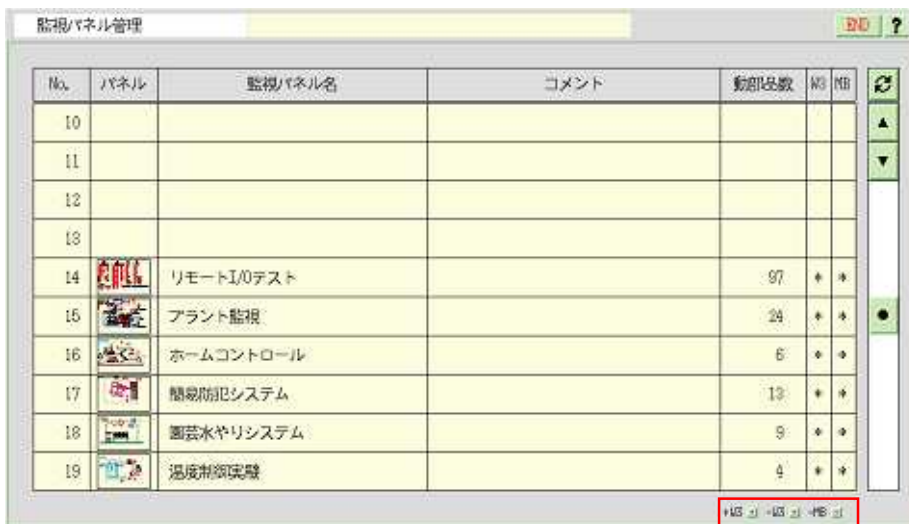 監視パネル管理 END ?
No. パネル 監視パネル名 コメント 動部品数 W3 MB
10
11
12
13
14 リモートI/Oテスト 97 * *
15 プラント監視 24 * *
16 ホームコントロール 6 * *
17 簡易防犯システム 13 * *
18 園芸水やりシステム 9 * *
19 温度制御実験 4 * *
+W3 -W3 -MB